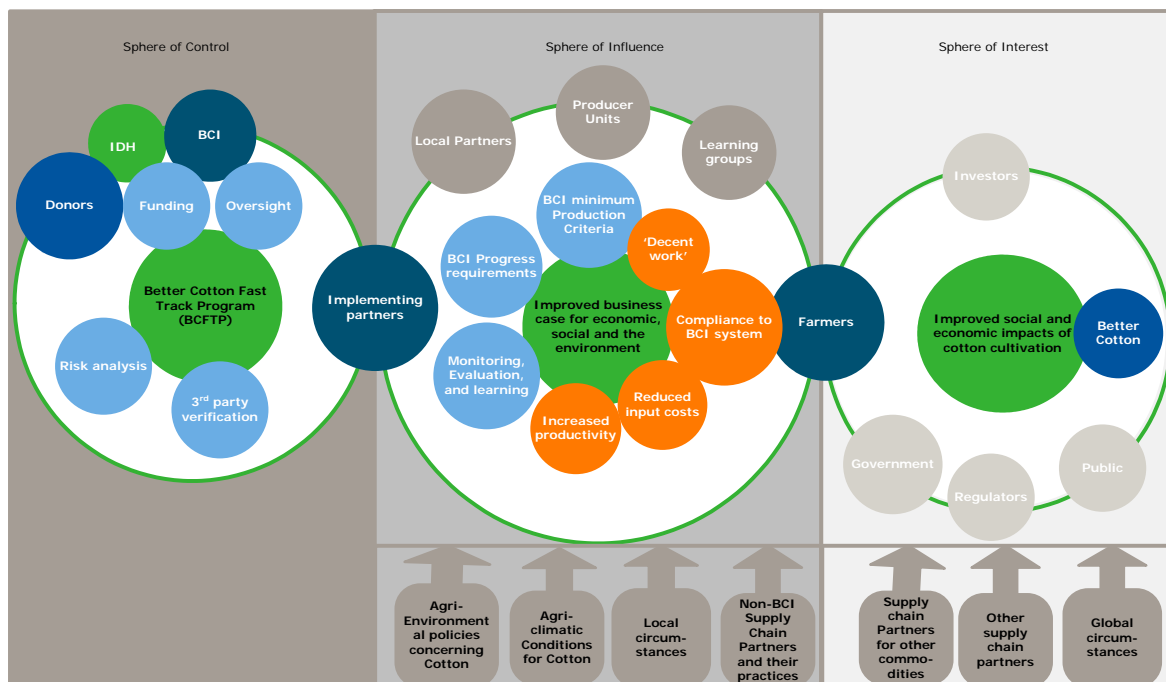 Sphere of Control
Sphere of Influence
Sphere of Interest
IDH
BCI
Donors
Funding
Oversight
Better Cotton Fast
Track Program
(BCFTP)
Risk analysis
3rd party
verification
Implementing
partners
Local Partners
Producer
Units
Learning
groups
BCI minimum
Production
Criteria
'Decent
work'
BCI Progress
requirements
Improved business
case for economic,
social and the
environment
Compliance to
BCI system
Monitoring,
Evaluation,
and learning
Increased
productivity
Reduced
input costs
Farmers
Investors
Improved social and
economic impacts of
cotton cultivation
Better
Cotton
Government
Regulators
Public
Agri-
Environment
al policies
concerning
Cotton
Agri-
climatic
Conditions
for Cotton
Local
circum-
stances
Non-BCI
Supply
Chain
Partners
and their
practices
Supply
chain
Partners
for other
commo-
dities
Other
supply
chain
partners
Global
circum-
stances